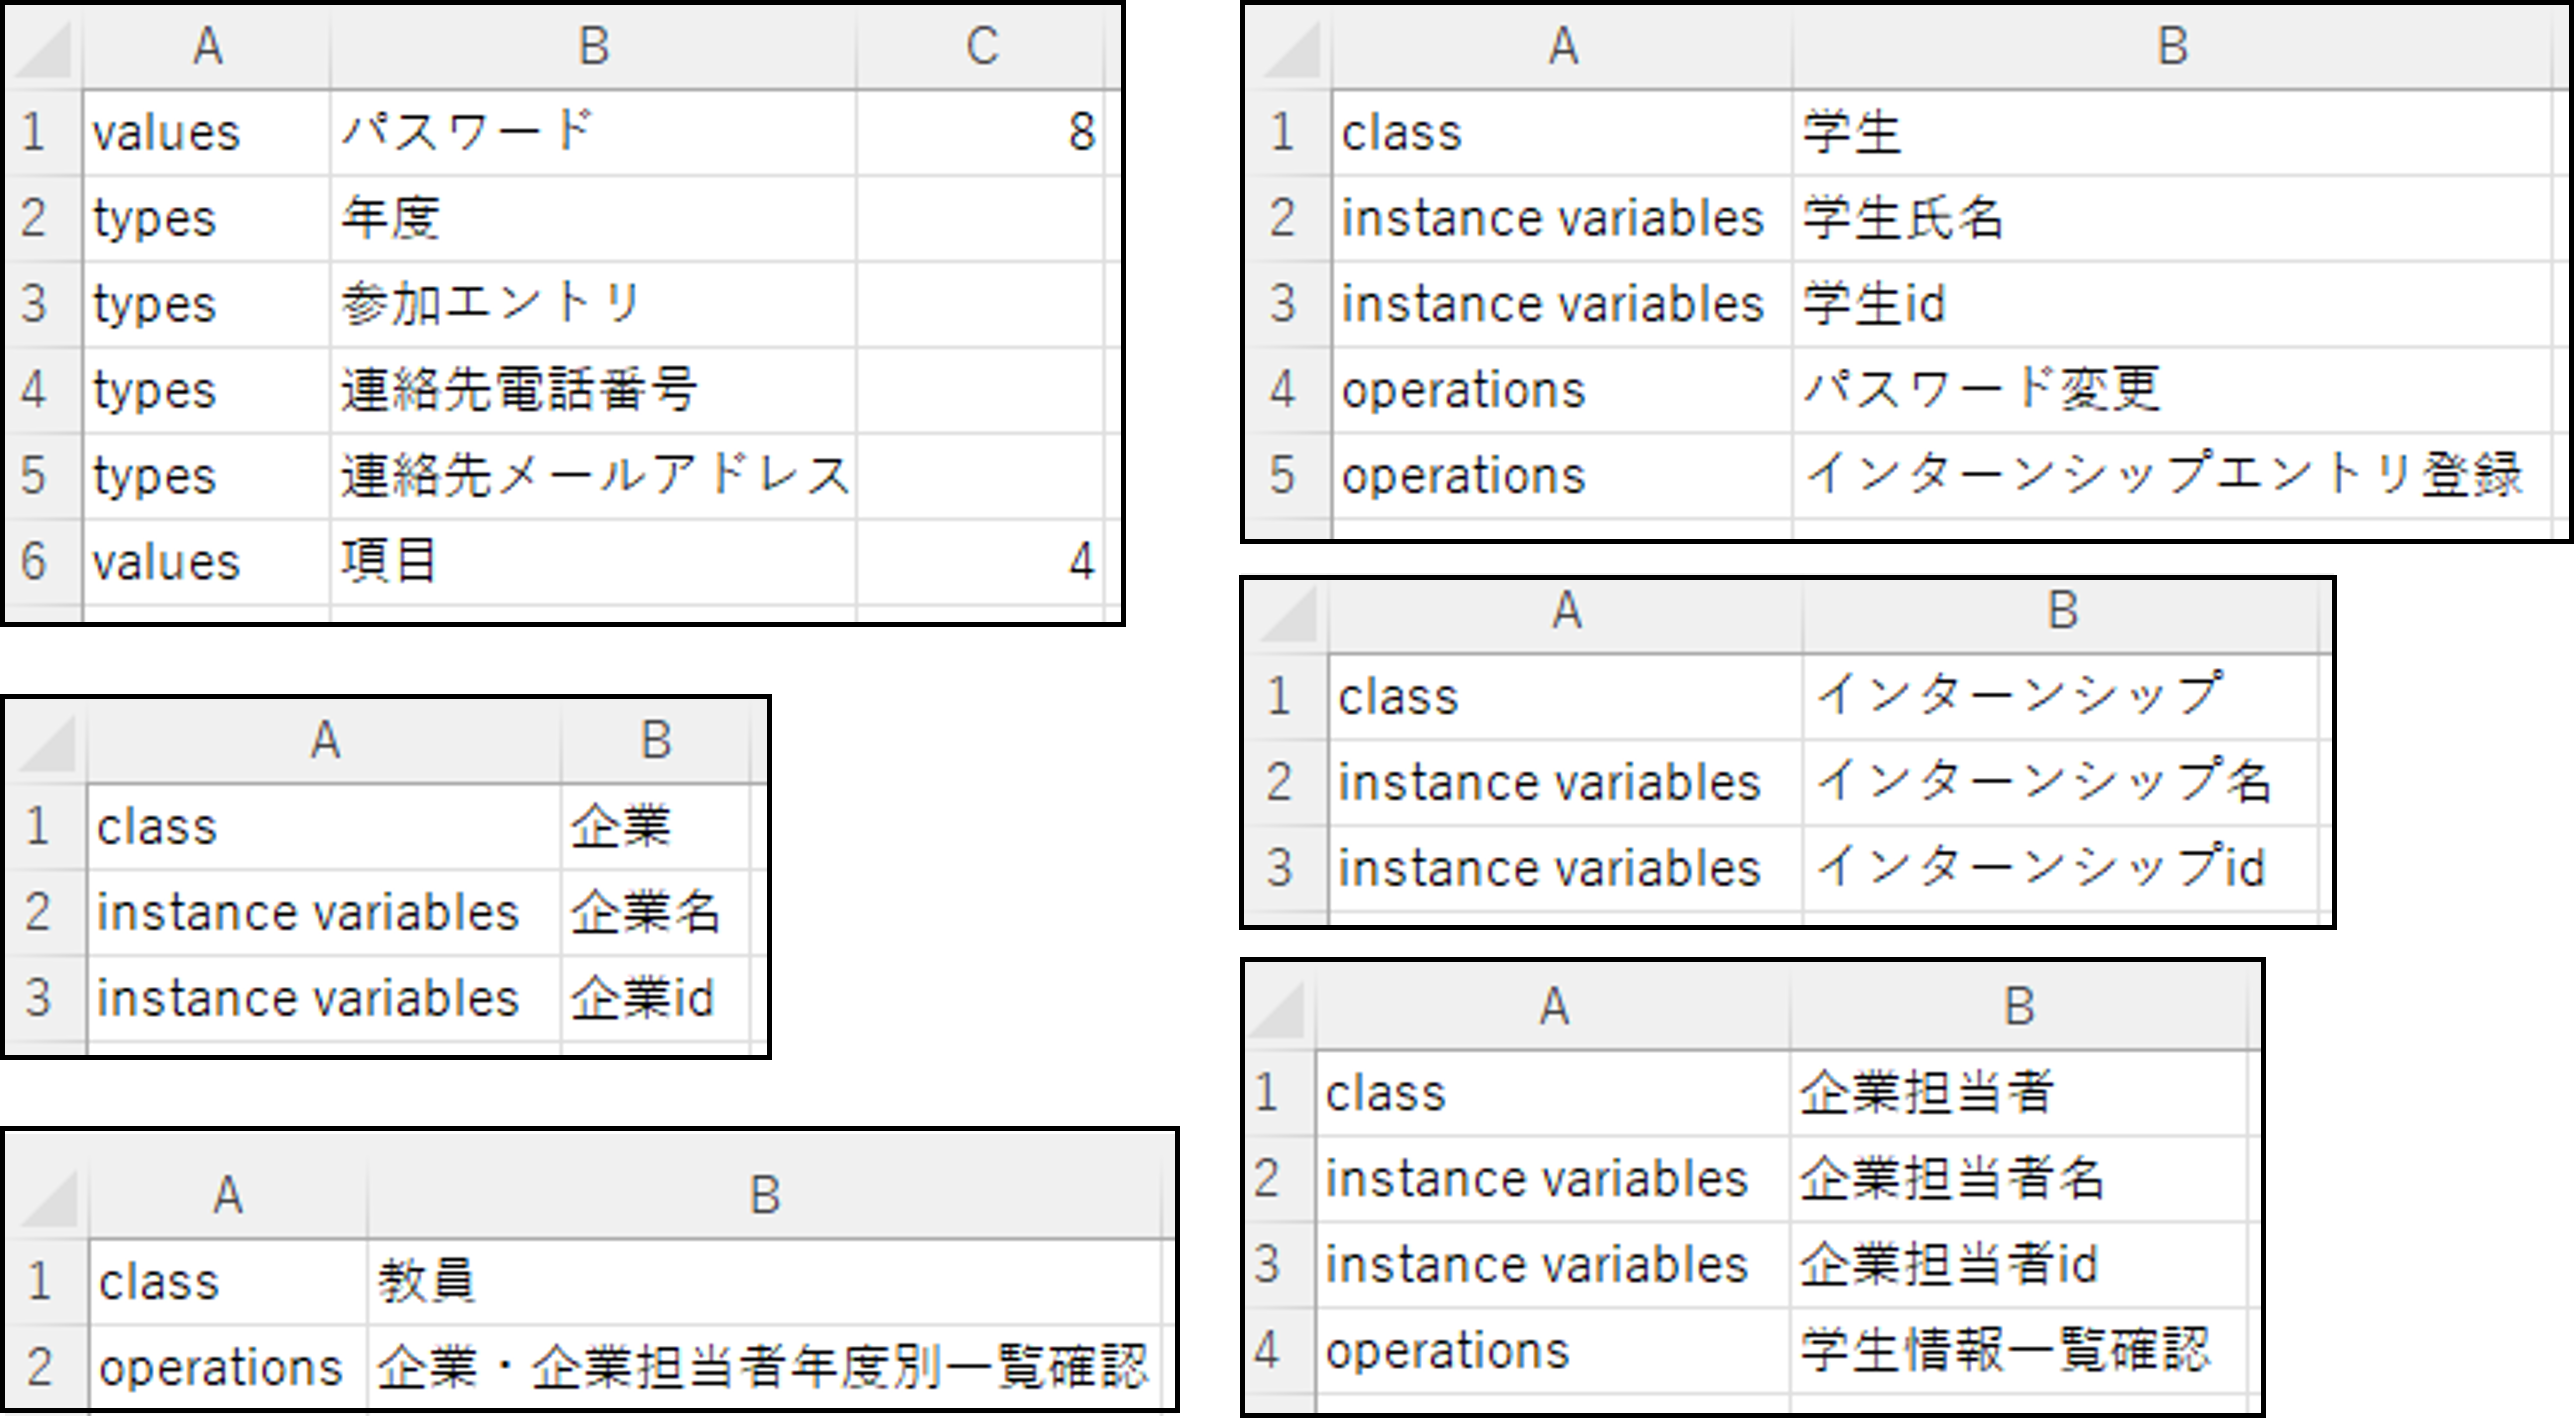 A B C
1 values パスワード 8
2 types 年度
3 types 参加エントリ
4 types 連絡先電話番号
5 types 連絡先メールアドレス
6 values 項目 4
A B
1 class 学生
2 instance variables 学生氏名
3 instance variables 学生id
4 operations パスワード変更
5 operations インターンシップエントリ登録
A B
1 class 企業
2 instance variables 企業名
3 instance variables 企業id
A B
1 class インターンシップ
2 instance variables インターンシップ名
3 instance variables インターンシップid
A B
1 class 教員
2 operations 企業・企業担当者年度別一覧確認
A B
1 class 企業担当者
2 instance variables 企業担当者名
3 instance variables 企業担当者id
4 operations 学生情報一覧確認